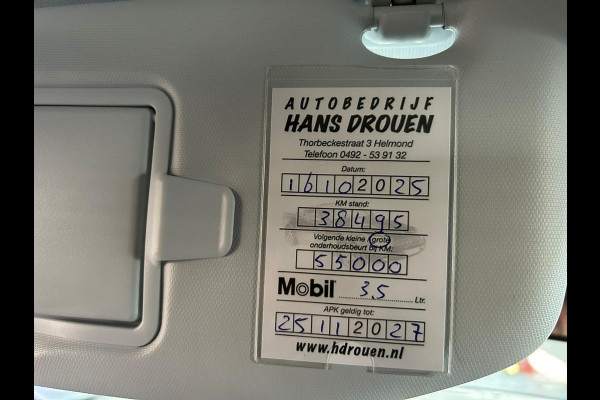 AUTOBEDRIJF
HANS DROUEN
Thorbeckestraat 3 Helmond
Telefoon 0492 - 53 91 32
Datum:
16102025
KM stand:
38495
Volgende kleine / grote
onderhoudsbeurt bij KM:
55000
Mobil 3,5 Ltr.
APK geldig tot:
25112027
www.hdrouen.nl